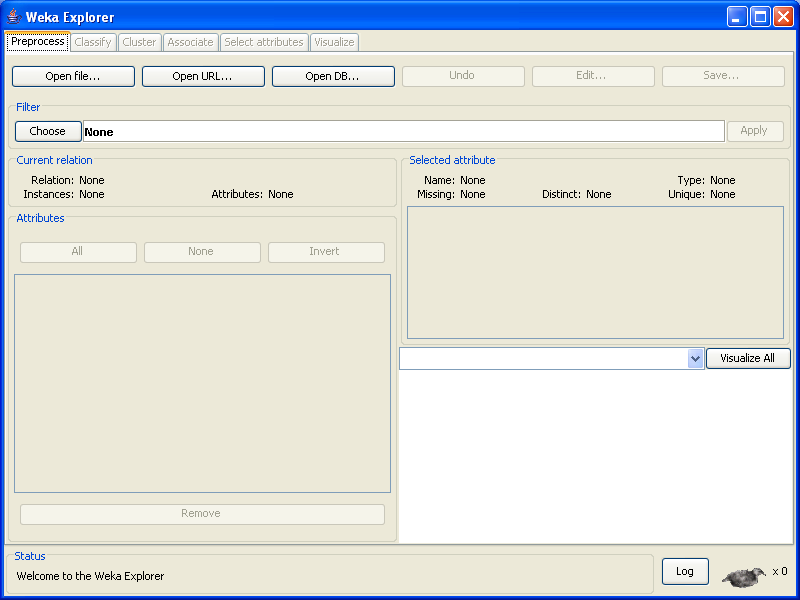 Weka Explorer
Preprocess Classify Cluster Associate Select attributes Visualize
Open file... Open URL... Open DB... Undo Edit... Save...
Filter
Choose None Apply
Current relation
Relation: None
Instances: None Attributes: None
Selected attribute
Name: None Type: None
Missing: None Distinct: None Unique: None
Attributes
All None Invert
Visualize All
Remove
Status
Welcome to the Weka Explorer
Log x 0